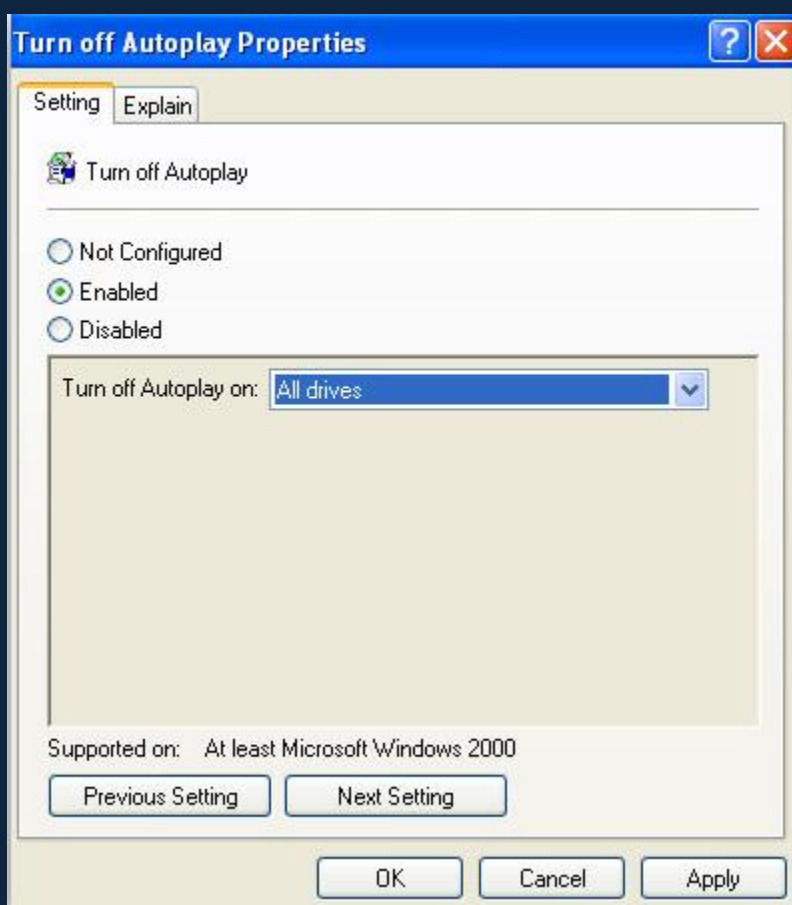 Turn off Autoplay Properties
Setting
Explain
Turn off Autoplay
Not Configured
Enabled
Disabled
Turn off Autoplay on: All drives
Supported on: At least Microsoft Windows 2000
Previous Setting
Next Setting
OK
Cancel
Apply